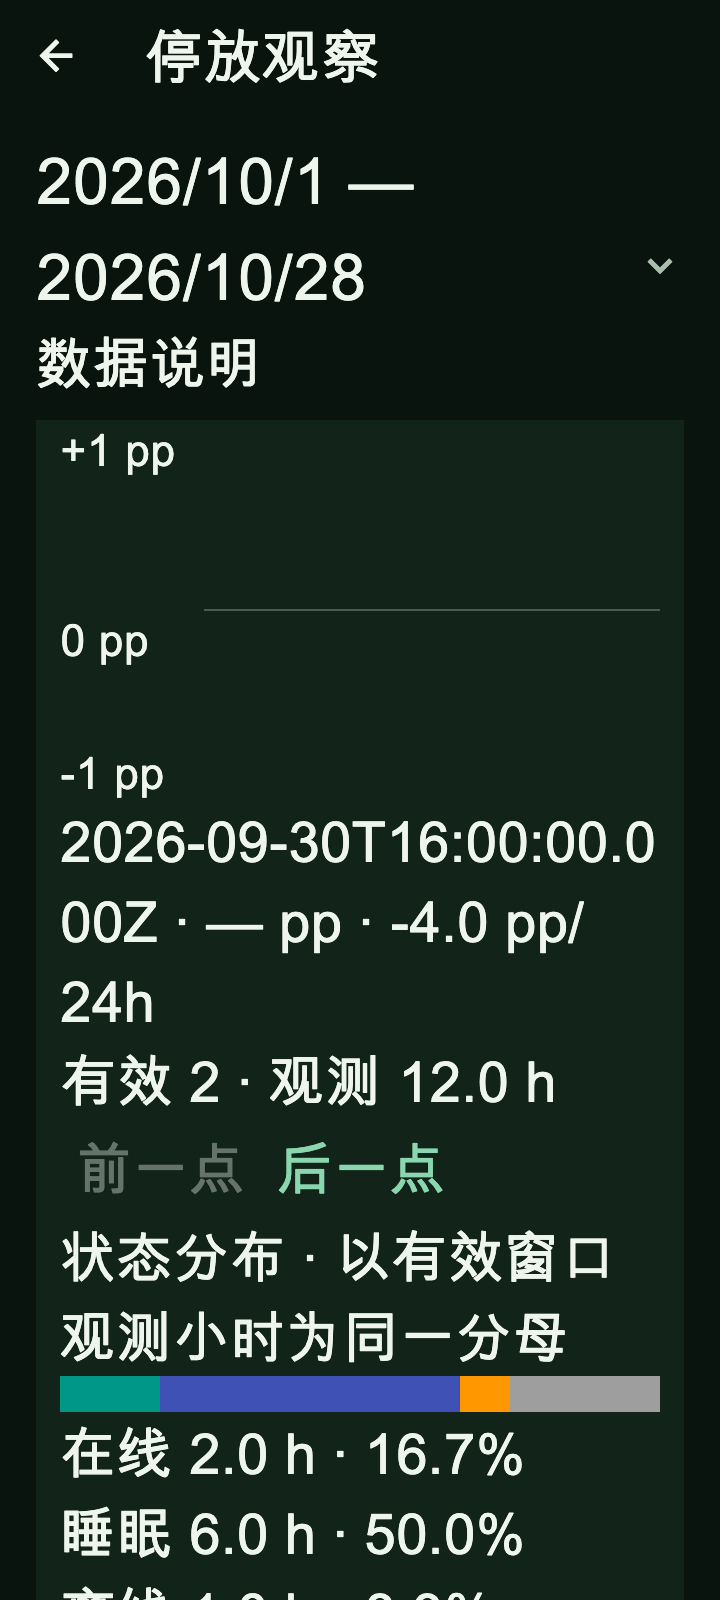 停放观察
2026/10/1 —
2026/10/28
数据说明
+1 pp
0 pp
-1 pp
2026-09-30T16:00:00.0
00Z · — pp · -4.0 pp/
24h
有效 2 · 观测 12.0 h
前一点 后一点
状态分布 · 以有效窗口
观测小时为同一分母
在线 2.0 h · 16.7%
睡眠 6.0 h · 50.0%